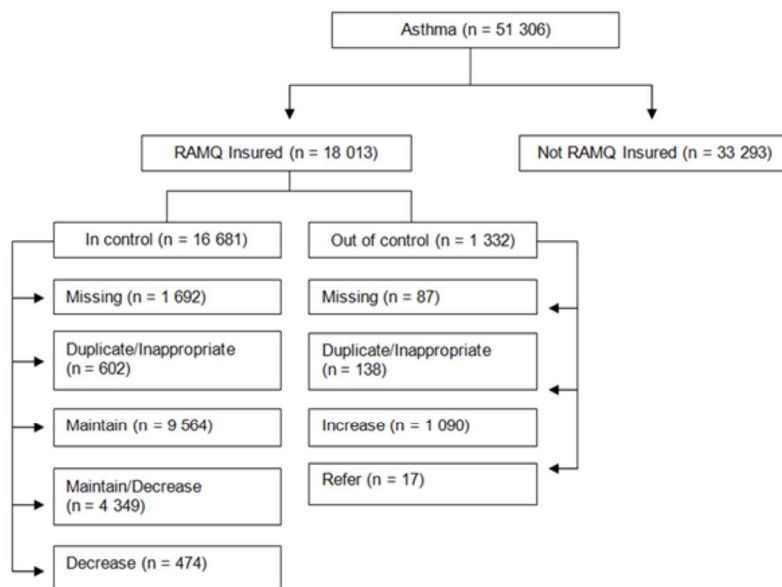 Asthma (n = 51 306)
RAMQ Insured (n = 18 013)
Not RAMQ Insured (n = 33 293)
In control (n = 16 681)
Out of control (n = 1 332)
Missing (n = 1 692)
Missing (n = 87)
Duplicate/Inappropriate
(n = 602)
Duplicate/Inappropriate
(n = 138)
Maintain (n = 9 564)
Increase (n = 1 090)
Maintain/Decrease
(n = 4 349)
Refer (n = 17)
Decrease (n = 474)